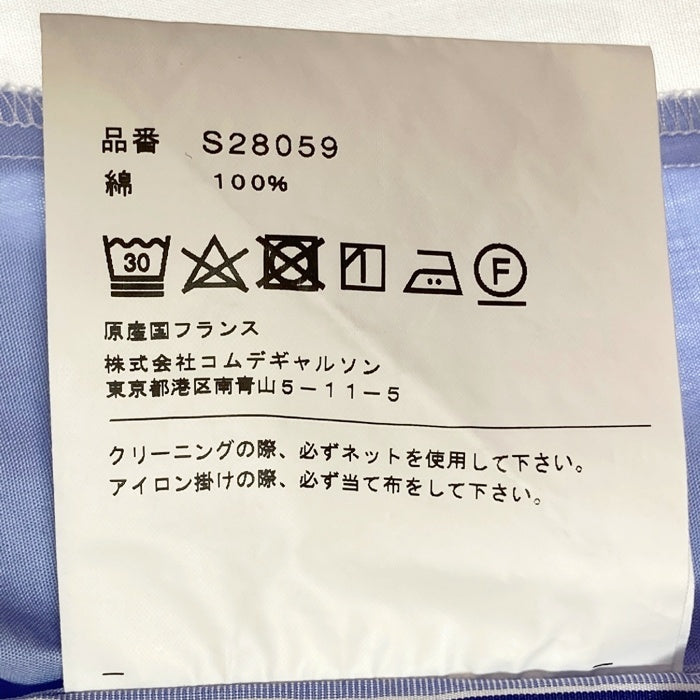 品番 S28059
綿 100%
30 F
原産国フランス
株式会社コムデギャルソン
東京都港区南青山5-11-5
クリーニングの際、必ずネットを使用して下さい。
アイロン掛けの際、必ず当て布をして下さい。